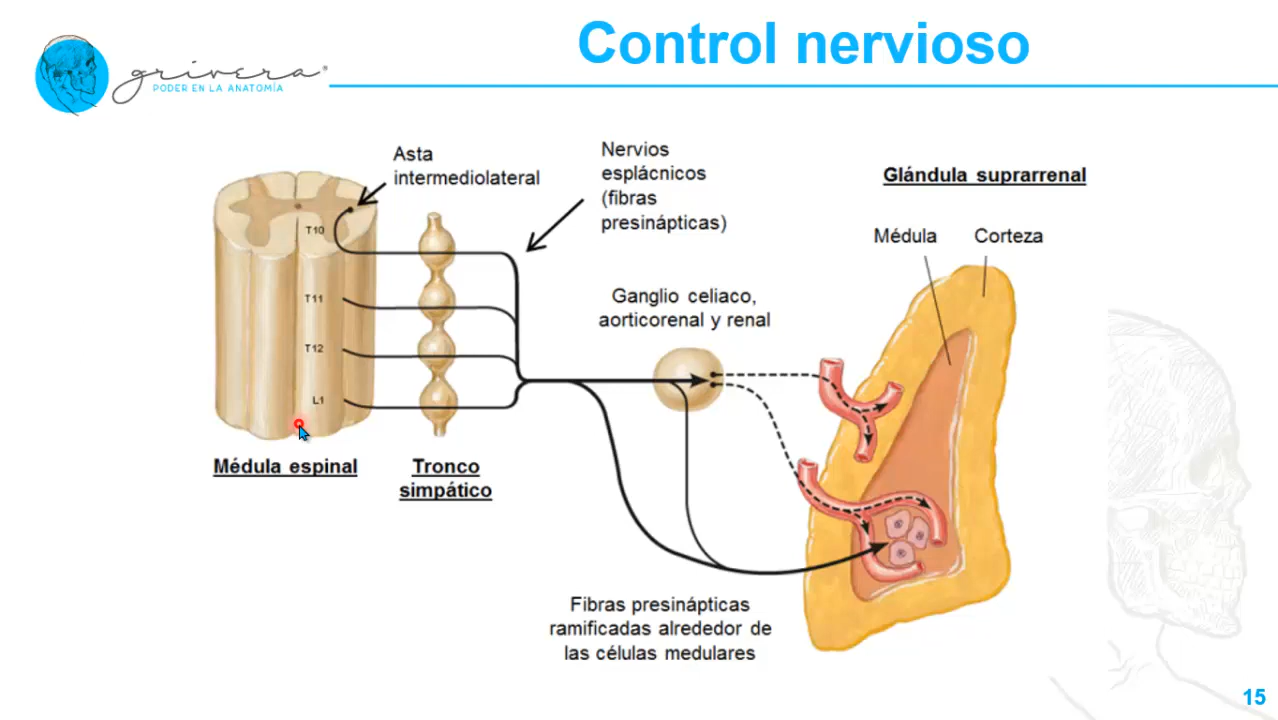 Control nervioso
grivera®
PODER EN LA ANATOMÍA
Asta
intermediolateral
Nervios
esplácnicos
(fibras
presinápticas)
Glándula suprarrenal
Médula
Corteza
T10
T11
T12
L1
Ganglio celiaco,
aorticorenal y renal
Médula espinal
Tronco
simpático
Fibras presinápticas
ramificadas alrededor de
las células medulares
15